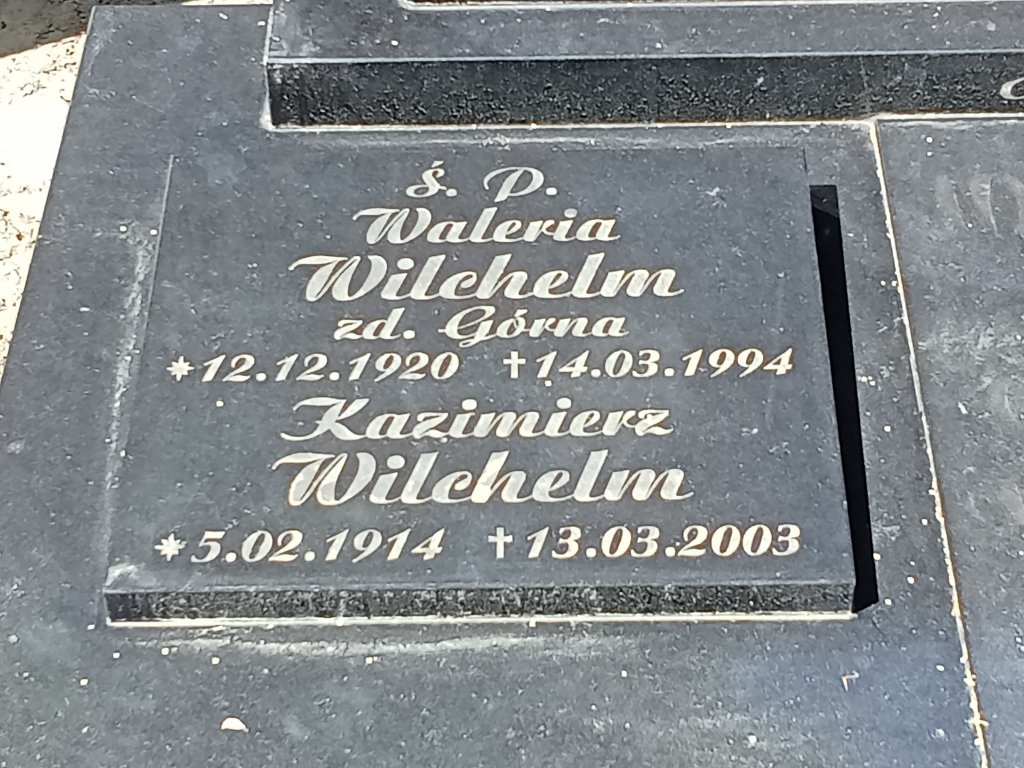 ś. P.
Waleria
Wilchelm
zd. Górna
*12.12.1920 †14.03.1994
Kazimierz
Wilchelm
*5.02.1914 †13.03.2003